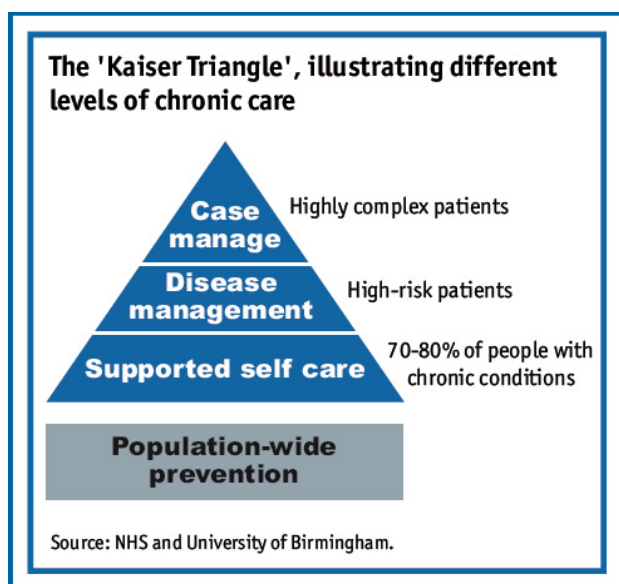 The 'Kaiser Triangle', illustrating different
levels of chronic care
Case
manage
Highly complex patients
Disease
management
High-risk patients
Supported self care
70-80% of people with
chronic conditions
Population-wide
prevention
Source: NHS and University of Birmingham.